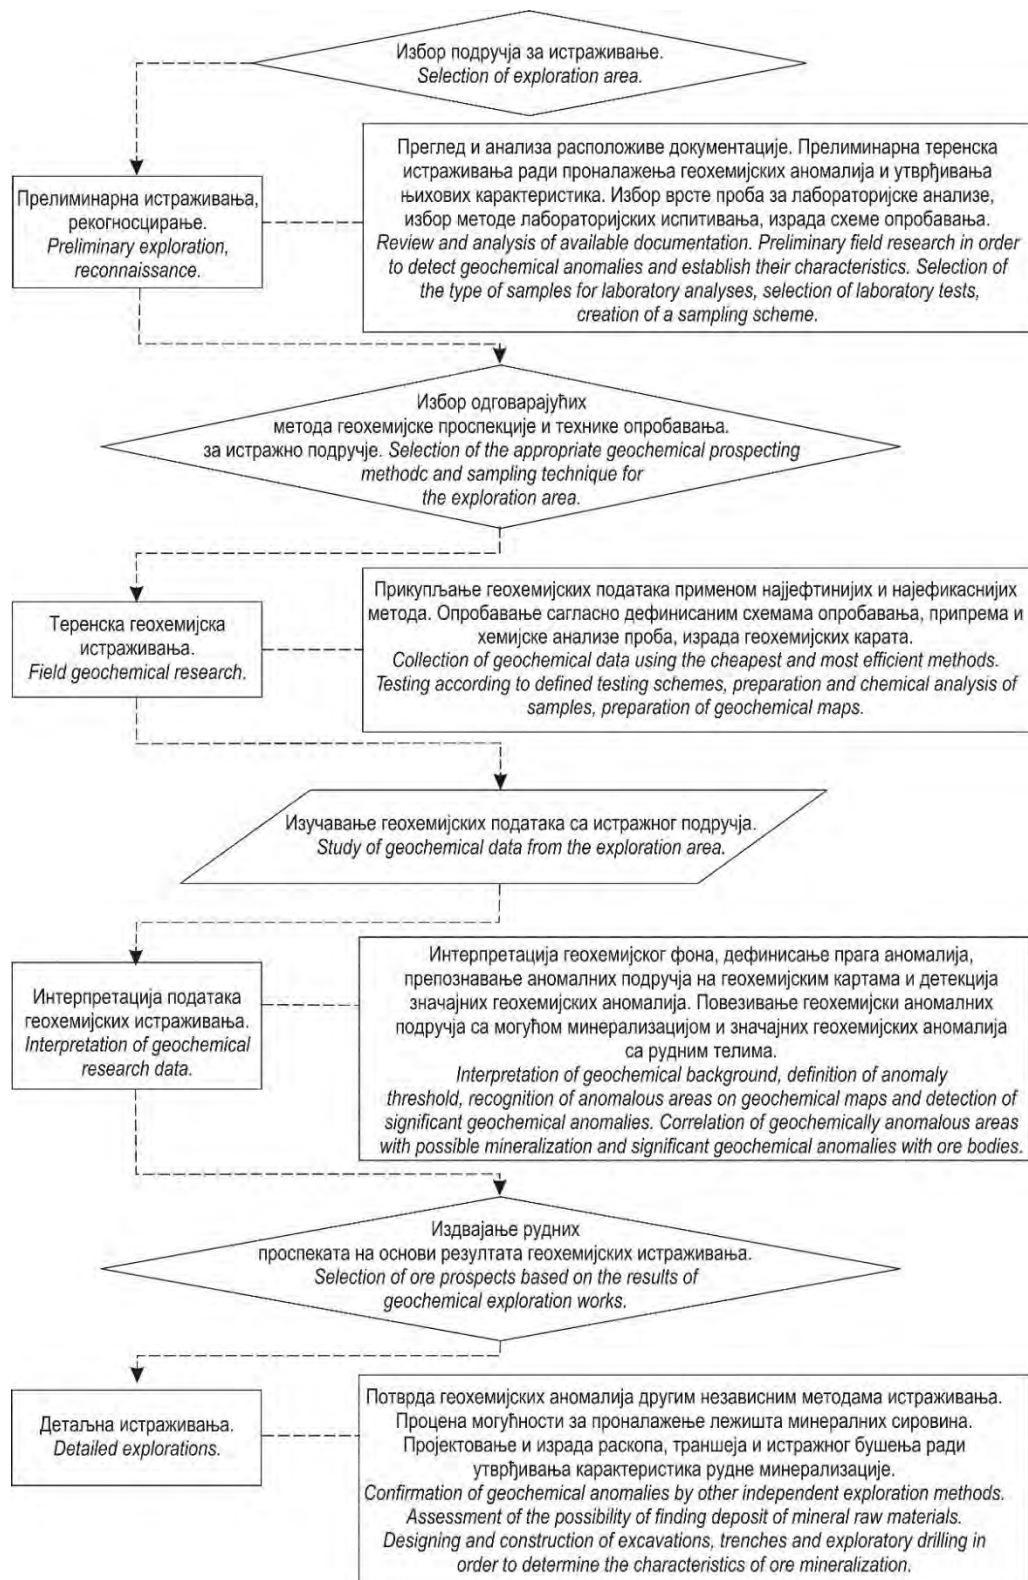 Избор подручја за истраживање.
Selection of exploration area.
Прелиминарна истраживања,
рекогносцирање.
Preliminary exploration,
reconnaissance.
Преглед и анализа расположиве документације. Прелиминарна теренска
истраживања ради проналажења геохемијских аномалија и утврђивања
њихових карактеристика. Избор врсте проба за лабораторијске анализе,
избор методе лабораторијских испитивања, израда схеме опробавања.
Review and analysis of available documentation. Preliminary field research in order
to detect geochemical anomalies and establish their characteristics. Selection of
the type of samples for laboratory analyses, selection of laboratory tests,
creation of a sampling scheme.
Избор одговарајућих
метода геохемијске проспекције и технике опробавања.
за истражно подручје. Selection of the appropriate geochemical prospecting
methodc and sampling technique for
the exploration area.
Теренска геохемијска
истраживања.
Field geochemical research.
Прикупљање геохемијских података применом најјефтинијих и најефикаснијих
метода. Опробавање сагласно дефинисаним схемама опробавања, припрема и
хемијске анализе проба, израда геохемијских карата.
Collection of geochemical data using the cheapest and most efficient methods.
Testing according to defined testing schemes, preparation and chemical analysis of
samples, preparation of geochemical maps.
Изучавање геохемијских података са истражног подручја.
Study of geochemical data from the exploration area.
Интерпретација података
геохемијских истраживања.
Interpretation of geochemical
research data.
Интерпретација геохемијског фона, дефинисање прага аномалија,
препознавање аномалних подручја на геохемијским картама и детекција
значајних геохемијских аномалија. Повезивање геохемијски аномалних
подручја са могућом минерализацијом и значајних геохемијских аномалија
са рудним телима.
Interpretation of geochemical background, definition of anomaly
threshold, recognition of anomalous areas on geochemical maps and detection of
significant geochemical anomalies. Correlation of geochemically anomalous areas
with possible mineralization and significant geochemical anomalies with ore bodies.
Издвајање рудних
проспеката на основи резултата геохемијских истраживања.
Selection of ore prospects based on the results of
geochemical exploration works.
Детаљна истраживања.
Detailed explorations.
Потврда геохемијских аномалија другим независним методама истраживања.
Процена могућности за проналажење лежишта минералних сировина.
Пројектовање и израда раскопа, траншеја и истражног бушења ради
утврђивања карактеристика рудне минерализације.
Confirmation of geochemical anomalies by other independent exploration methods.
Assessment of the possibility of finding deposit of mineral raw materials.
Designing and construction of excavations, trenches and exploratory drilling in
order to determine the characteristics of ore mineralization.